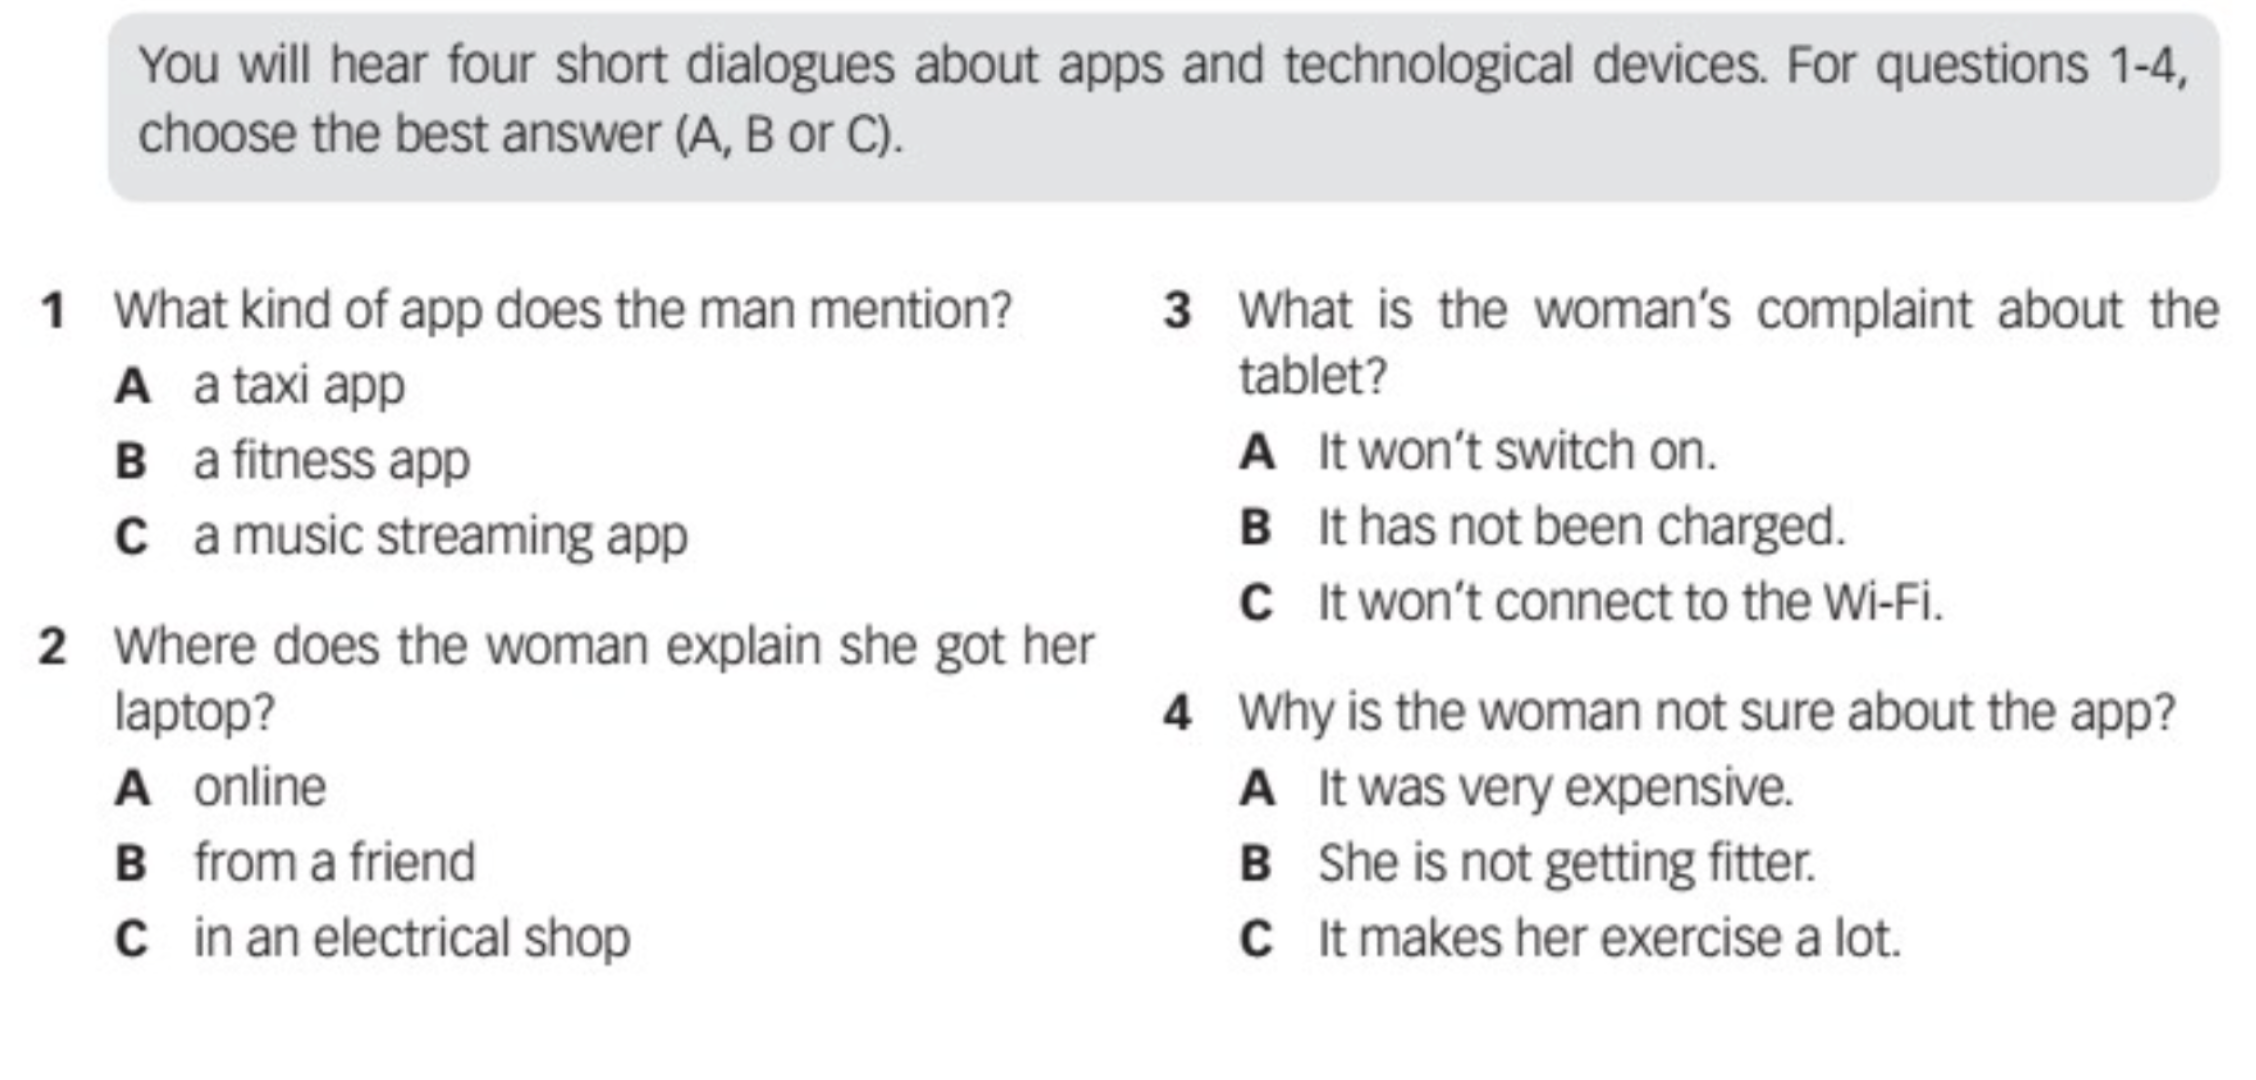 You will hear four short dialogues about apps and technological devices. For questions 1-4,
choose the best answer (A, B or C).
1 What kind of app does the man mention?
A a taxi app
B a fitness app
C a music streaming app
2 Where does the woman explain she got her
laptop?
A online
B from a friend
C in an electrical shop
3 What is the woman's complaint about the
tablet?
A It won't switch on.
B It has not been charged.
C It won't connect to the Wi-Fi.
4 Why is the woman not sure about the app?
A It was very expensive.
B She is not getting fitter.
C It makes her exercise a lot.